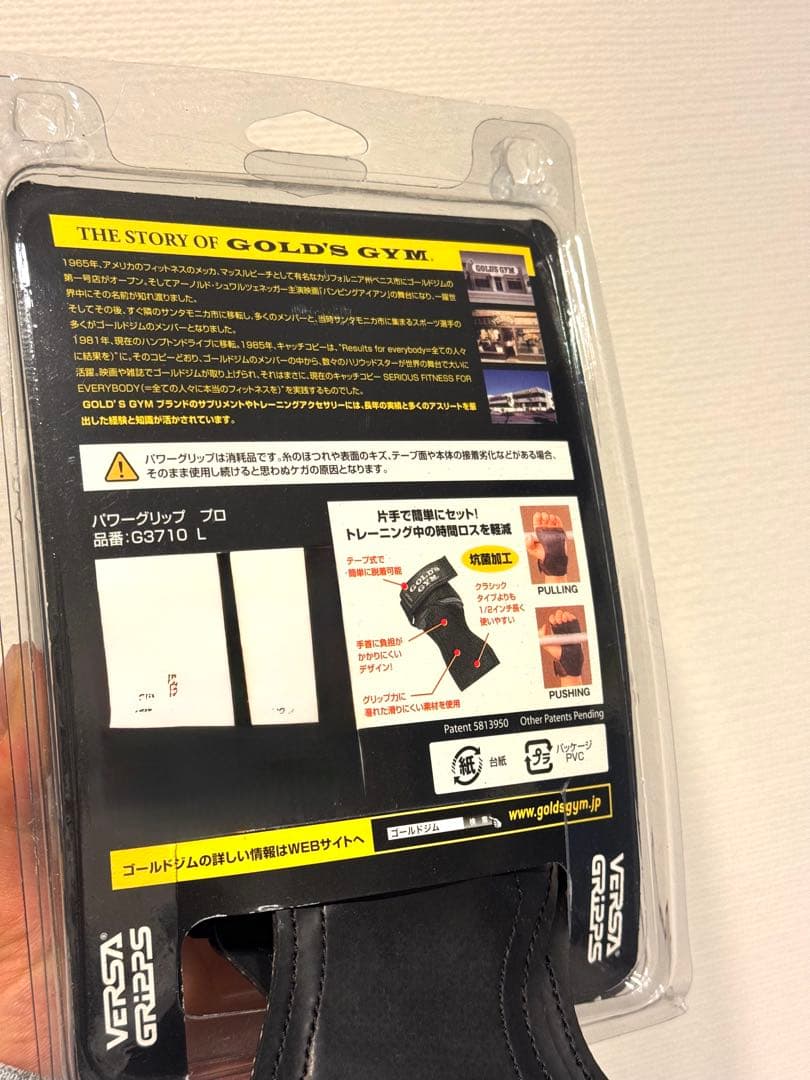 THE STORY OF GOLD'S GYM®
GOLD'S GYM
1965年、アメリカのフィットネスのメッカ、マッスルビーチとして有名なカリフォルニア州ベニス市にゴールドジムの
第一号店がオープン。そしてアーノルド・シュワルツェネッガー主演映画「パンピングアイアン」の舞台になり、一躍世
界中にその名前が知れ渡りました。
そしてその後、すぐ隣のサンタモニカ市に移転し、多くのメンバーと、当時サンタモニカ市に集まるスポーツ選手の
多くがゴールドジムのメンバーとなりました。
1981年、現在のハンプトンドライブに移転。1985年、キャッチコピーは、"Results for everybody=全ての人々
に結果を)"に。そのコピーどおり、ゴールドジムのメンバーの中から、数々のハリウッドスターが世界の舞台で大いに
活躍。映画や雑誌でゴールドジムが取り上げられ、それはまさに、現在のキャッチコピー SERIOUS FITNESS FOR
EVERYBODY(=全ての人々に本当のフィットネスを)"を実践するものでした。
GOLD'S GYM ブランドのサプリメントやトレーニングアクセサリーには、長年の実績と多くのアスリートを輩
出した経験と知識が活かされています。
パワーグリップは消耗品です。糸のほつれや表面のキズ、テープ面や本体の接着劣化などがある場合、
そのまま使用し続けると思わぬケガの原因となります。
パワーグリップ プロ
品番:G3710 L
片手で簡単にセット!
トレーニング中の時間ロスを軽減
テープ式で
簡単に脱着可能
抗菌加工
GOLD'S
GYM
クラシック
タイプよりも
1/2インチ長く
使いやすい
手首に負担が
かかりにくい
デザイン!
グリップ力に
優れた滑りにくい素材を使用
PULLING
PUSHING
Patent 5813950 Other Patents Pending
紙 台紙
プラ パッケージ
PVC
ゴールドジムの詳しい情報はWEBサイトへ
ゴールドジム 検索
www.goldsgym.jp
VERSA®
GRiPPS
VERSA®
GRiPPS